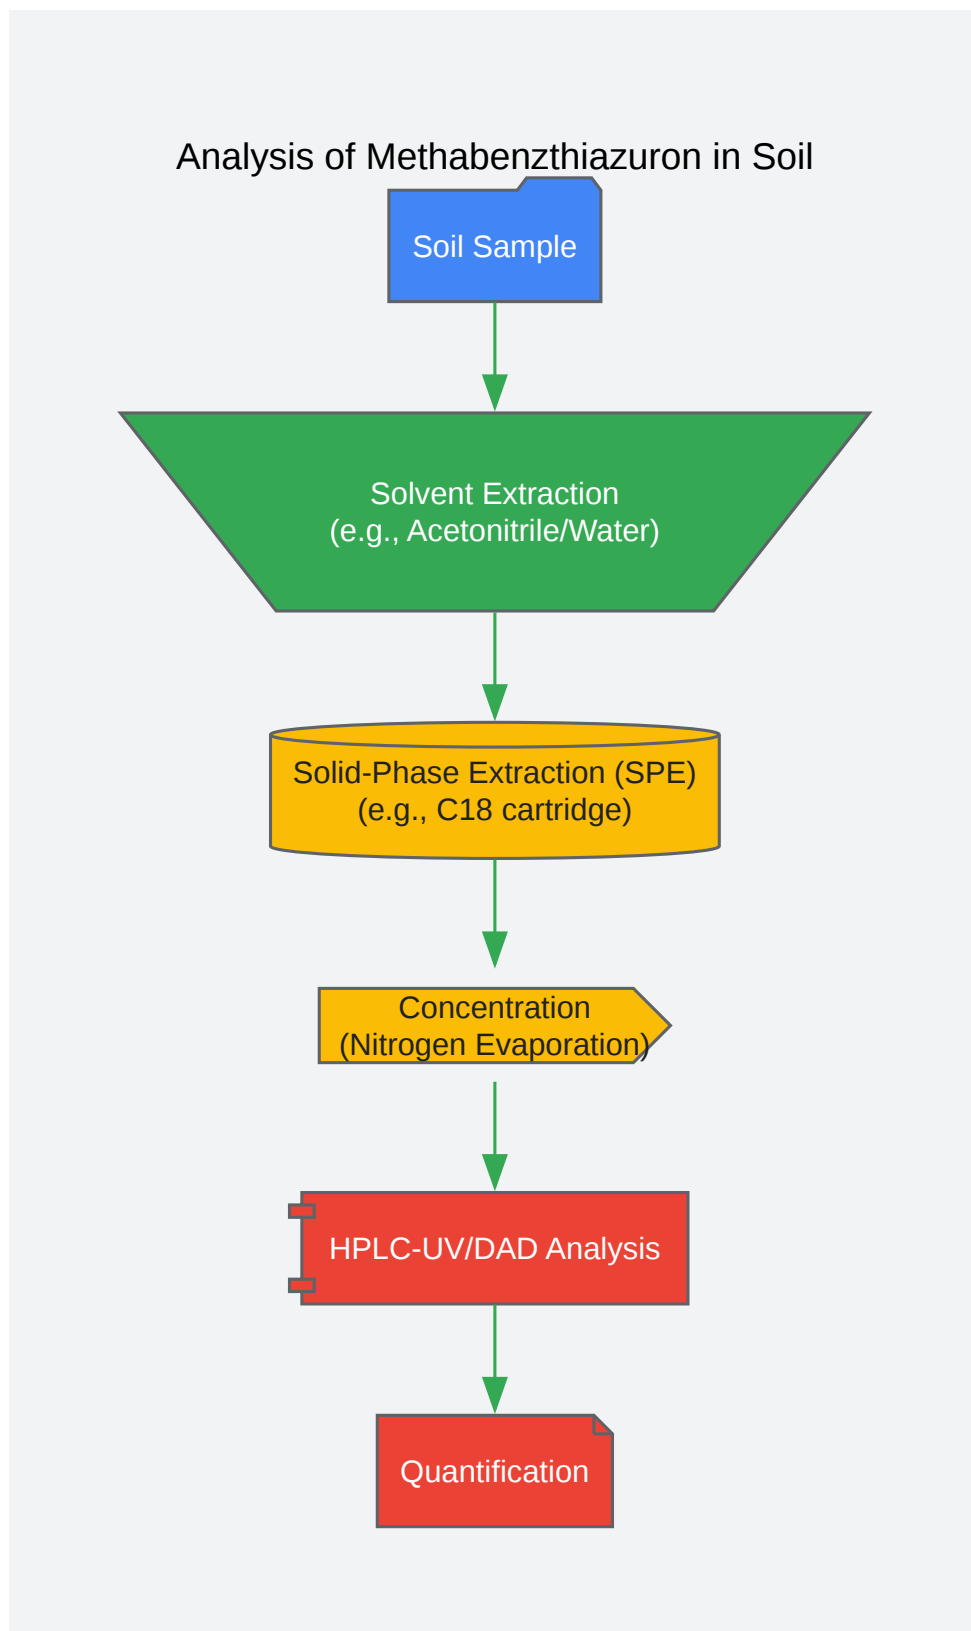 Analysis of Methabenzthiazuron in Soil
Soil Sample
Solvent Extraction
(e.g., Acetonitrile/Water)
Solid-Phase Extraction (SPE)
(e.g., C18 cartridge)
Concentration
(Nitrogen Evaporation)
HPLC-UV/DAD Analysis
Quantification